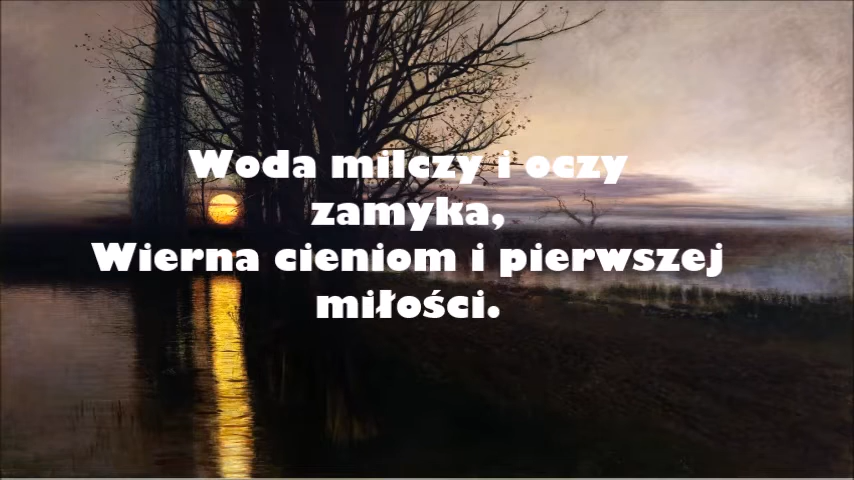 Woda milczy i oczy
zamyka,
Wierna cieniom i pierwszej
miłości.